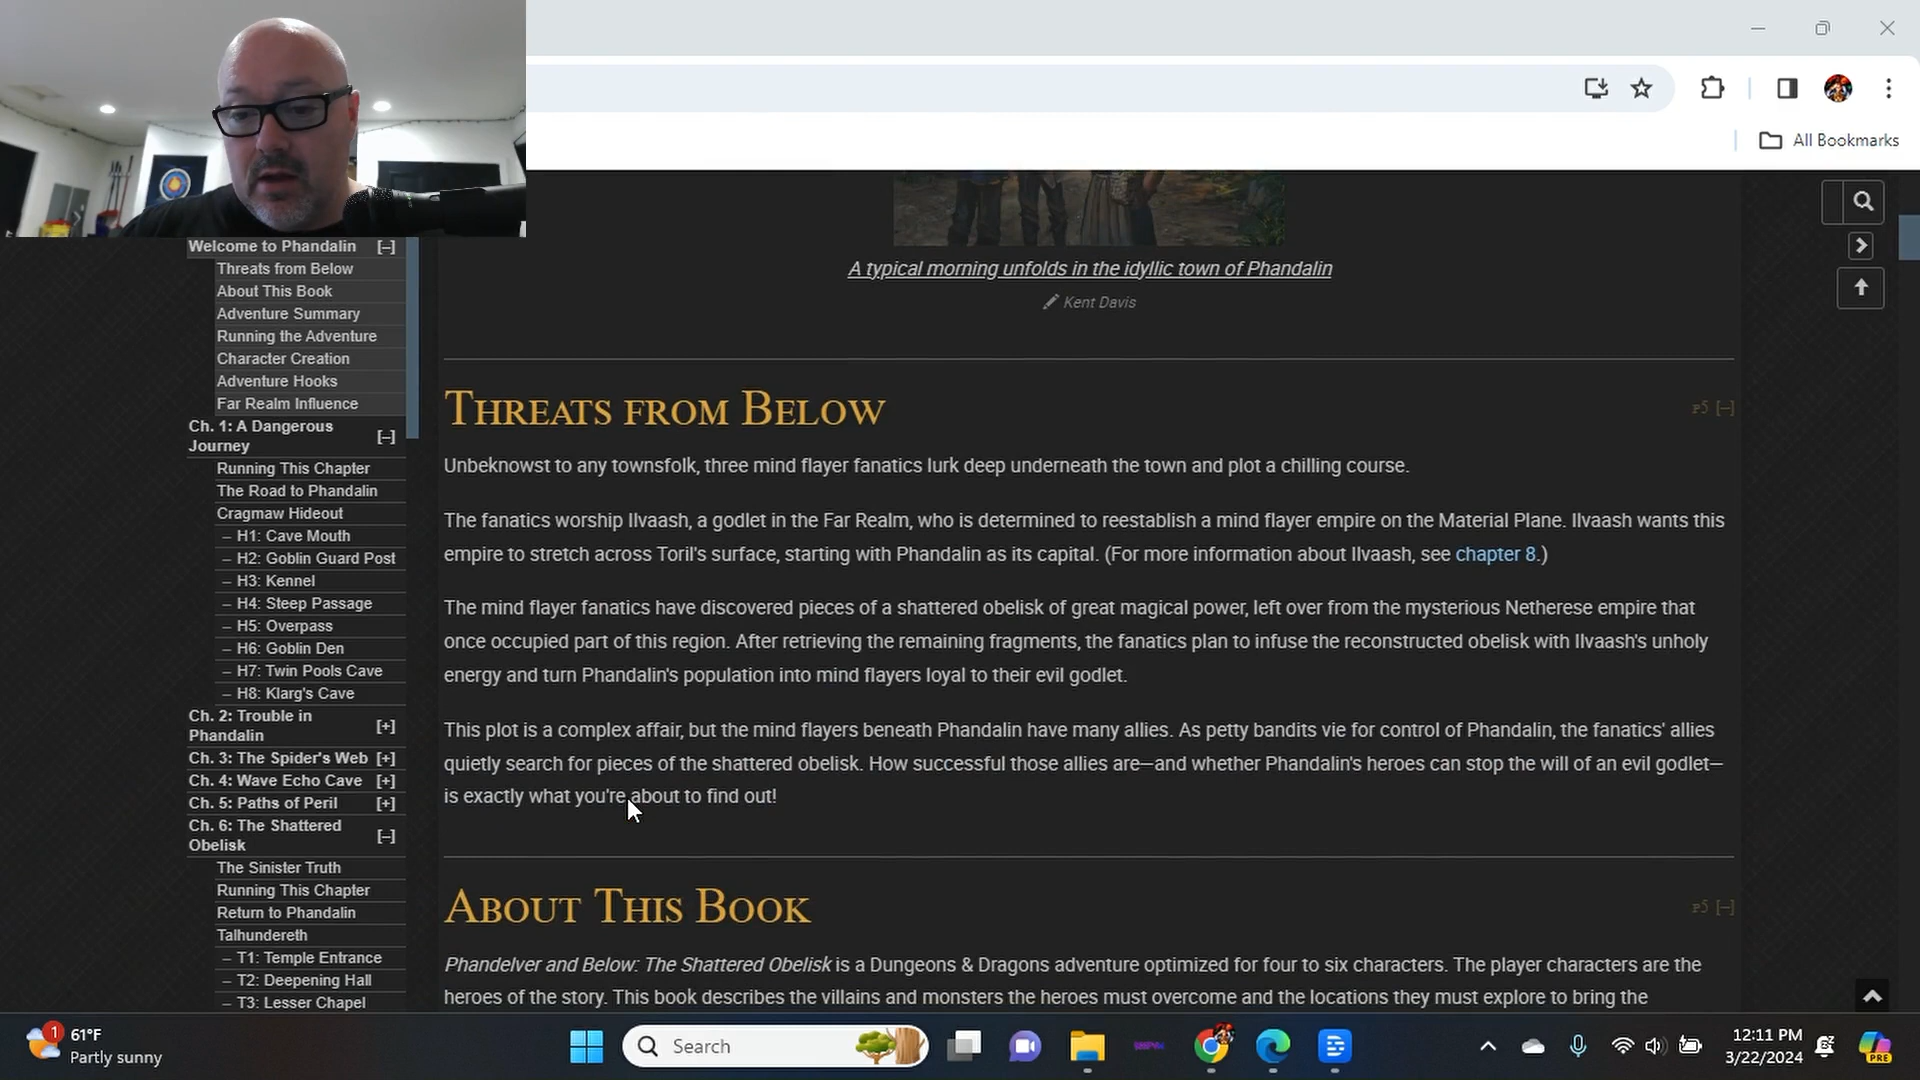 All Bookmarks
Welcome to Phandalin [–]
Threats from Below
About This Book
Adventure Summary
Running the Adventure
Character Creation
Adventure Hooks
Far Realm Influence
Ch. 1: A Dangerous
Journey [–]
Running This Chapter
The Road to Phandalin
Cragmaw Hideout
– H1: Cave Mouth
– H2: Goblin Guard Post
– H3: Kennel
– H4: Steep Passage
– H5: Overpass
– H6: Goblin Den
– H7: Twin Pools Cave
– H8: Klarg's Cave
Ch. 2: Trouble in
Phandalin [+]
Ch. 3: The Spider's Web [+]
Ch. 4: Wave Echo Cave [+]
Ch. 5: Paths of Peril [+]
Ch. 6: The Shattered
Obelisk [–]
The Sinister Truth
Running This Chapter
Return to Phandalin
Talhundereth
– T1: Temple Entrance
– T2: Deepening Hall
– T3: Lesser Chapel
A typical morning unfolds in the idyllic town of Phandalin
Kent Davis
Threats from Below P5 [–]
Unbeknowst to any townsfolk, three mind flayer fanatics lurk deep underneath the town and plot a chilling course.
The fanatics worship Ilvaash, a godlet in the Far Realm, who is determined to reestablish a mind flayer empire on the Material Plane. Ilvaash wants this
empire to stretch across Toril's surface, starting with Phandalin as its capital. (For more information about Ilvaash, see chapter 8.)
The mind flayer fanatics have discovered pieces of a shattered obelisk of great magical power, left over from the mysterious Netherese empire that
once occupied part of this region. After retrieving the remaining fragments, the fanatics plan to infuse the reconstructed obelisk with Ilvaash's unholy
energy and turn Phandalin's population into mind flayers loyal to their evil godlet.
This plot is a complex affair, but the mind flayers beneath Phandalin have many allies. As petty bandits vie for control of Phandalin, the fanatics' allies
quietly search for pieces of the shattered obelisk. How successful those allies are—and whether Phandalin's heroes can stop the will of an evil godlet—
is exactly what you're about to find out!
About This Book P5 [–]
Phandelver and Below: The Shattered Obelisk is a Dungeons & Dragons adventure optimized for four to six characters. The player characters are the
heroes of the story. This book describes the villains and monsters the heroes must overcome and the locations they must explore to bring the
1
61°F
Partly sunny
Search
12:11 PM
3/22/2024
PRE